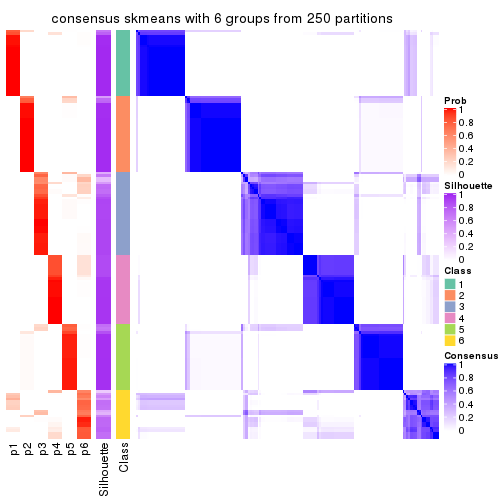 consensus skmeans with 6 groups from 250 partitions
Prob
1
0.8
0.6
0.4
0.2
0
Silhouette
1
0.8
0.6
0.4
0.2
0
Class
1
2
3
4
5
6
Consensus
1
0.8
0.6
0.4
0.2
0
p1
p2
p3
p4
p5
p6
Silhouette
Class